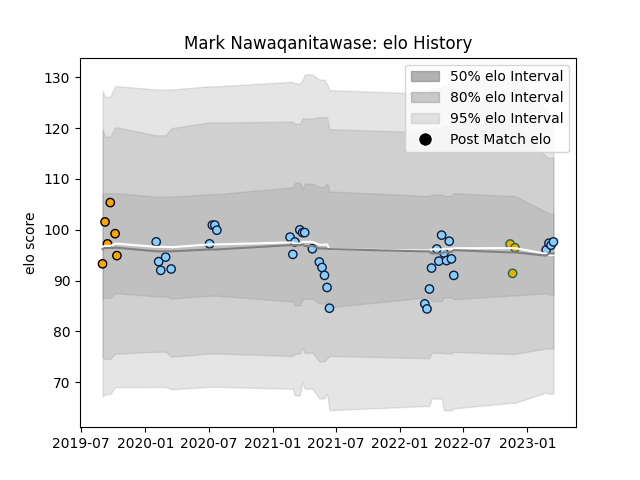 Mark Nawaqanitawase: elo History
130
120
110
100
90
80
70
elo score
50% elo Interval
80% elo Interval
95% elo Interval
Post Match elo
2019-07 2020-01 2020-07 2021-01 2021-07 2022-01 2022-07 2023-01